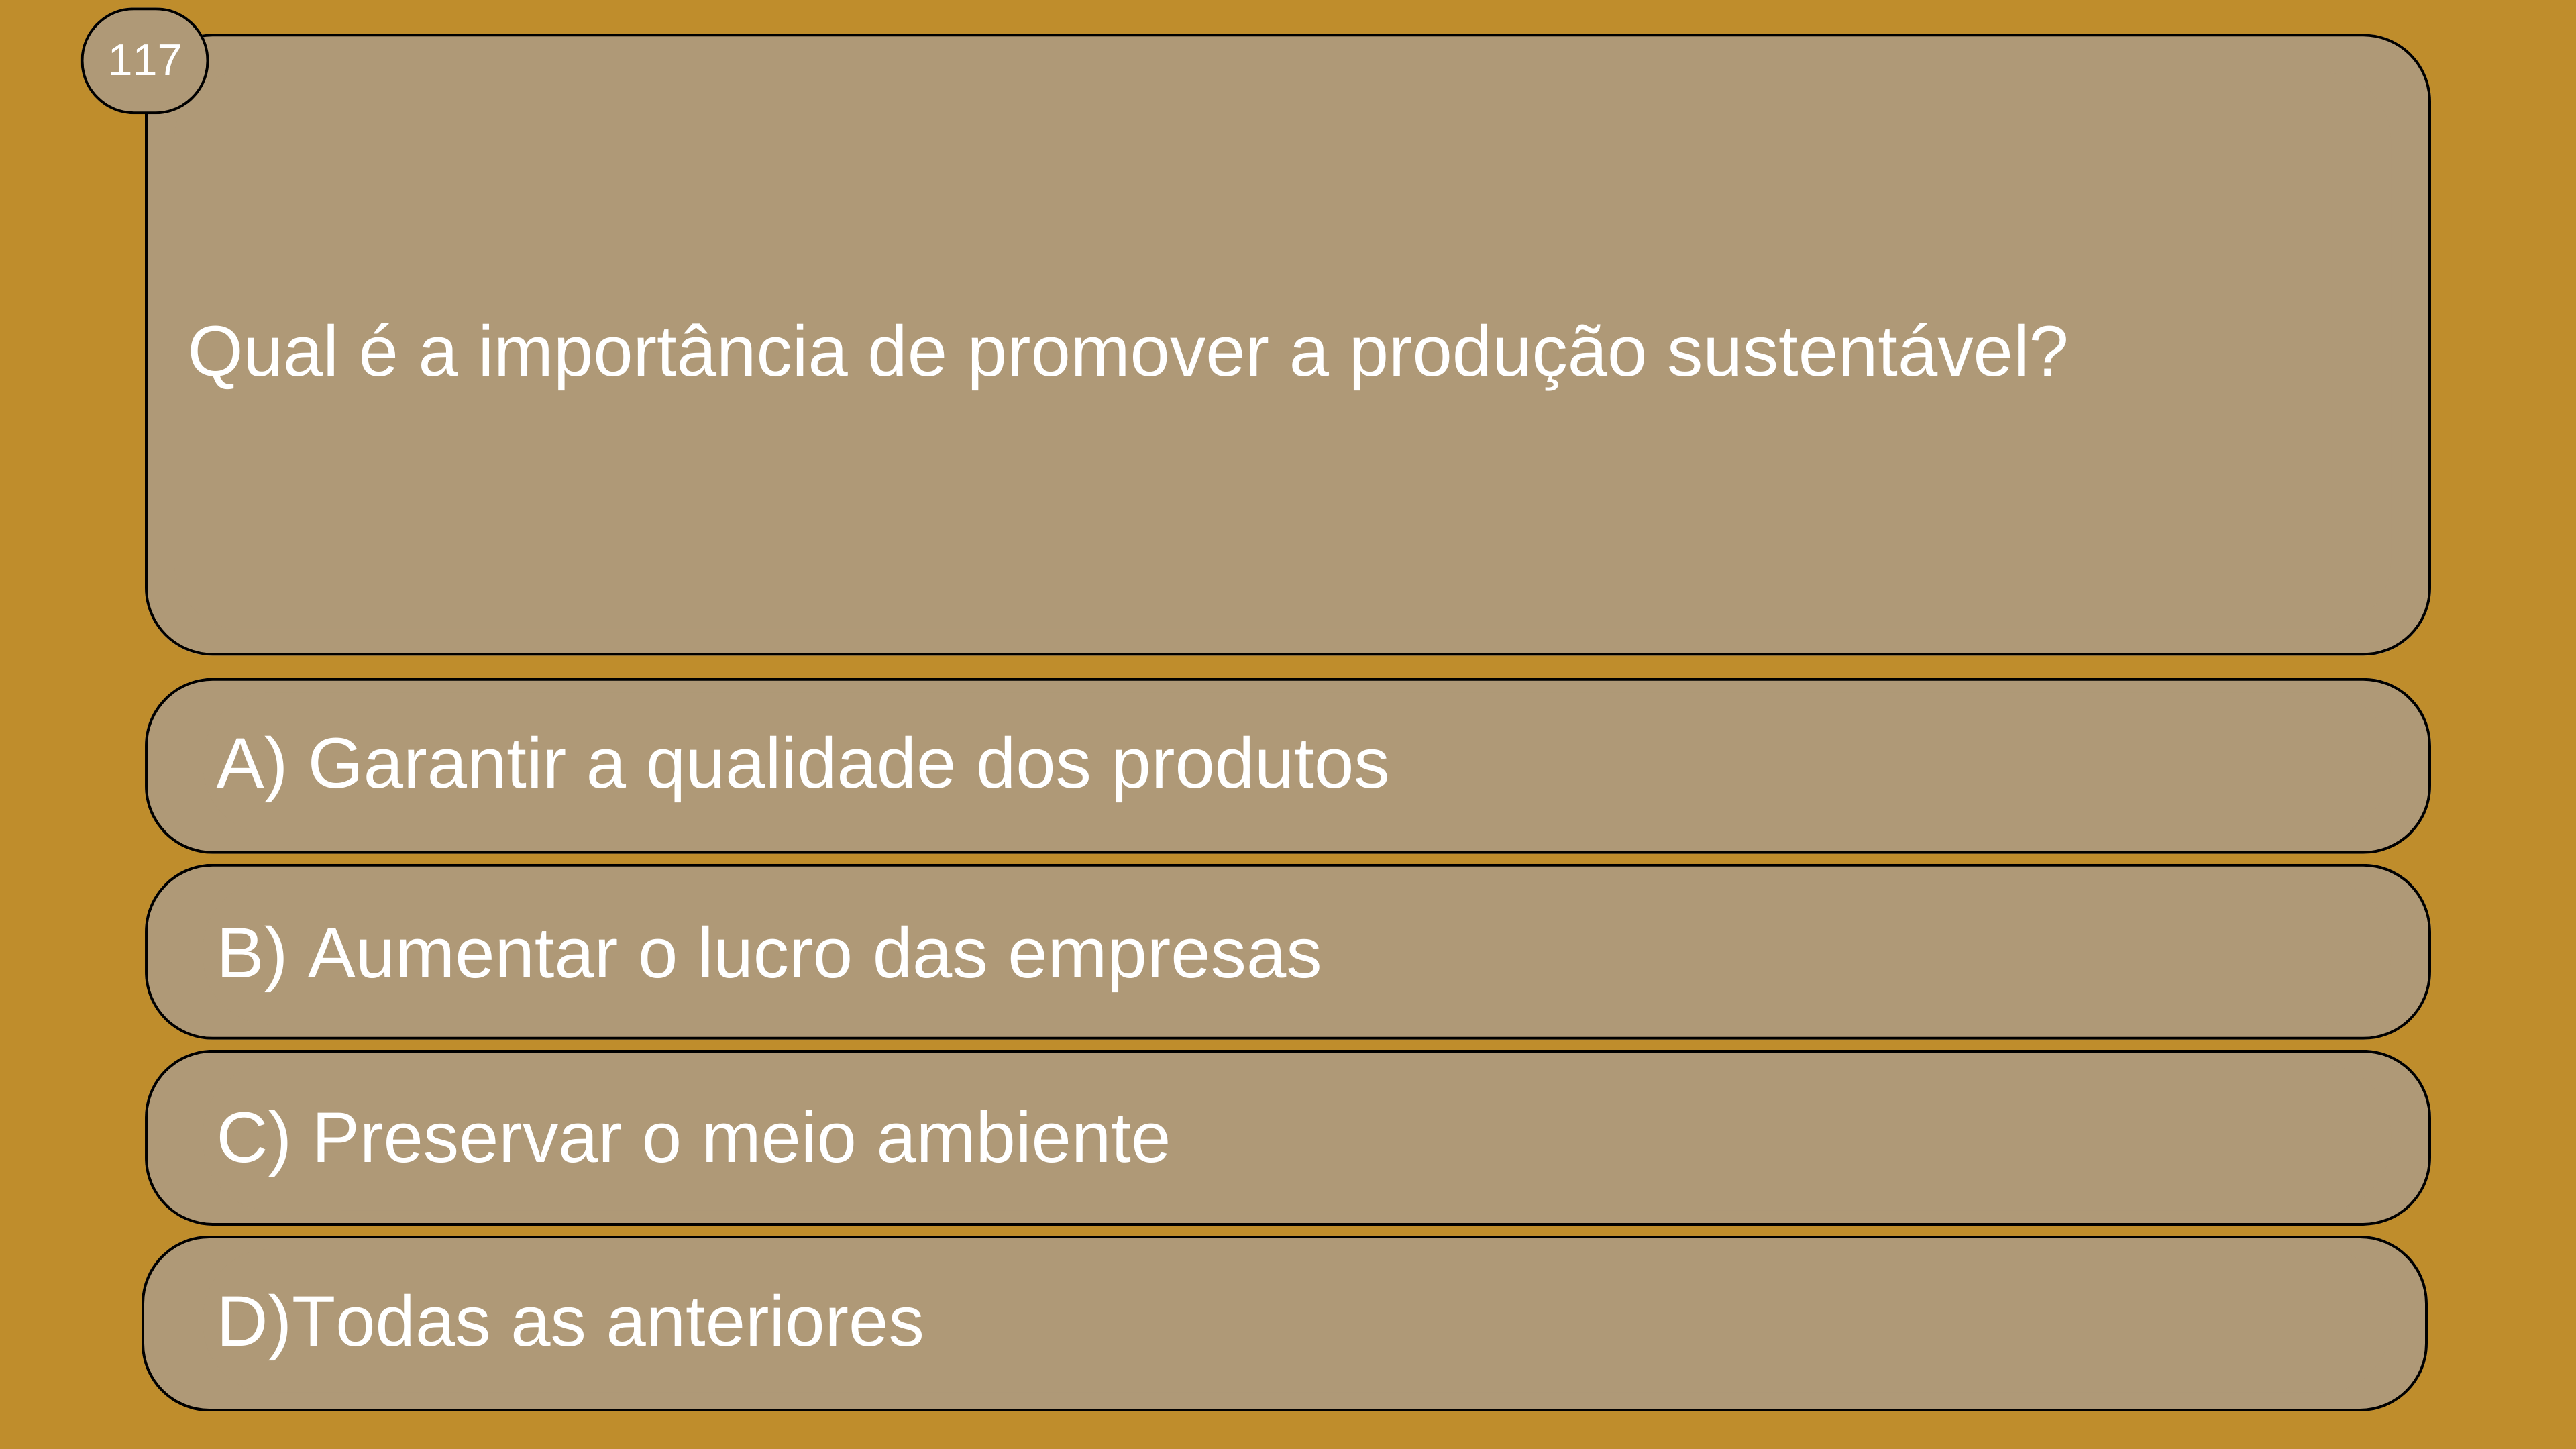 117
Qual é a importância de promover a produção sustentável?
A) Garantir a qualidade dos produtos
B) Aumentar o lucro das empresas
C) Preservar o meio ambiente
D)Todas as anteriores